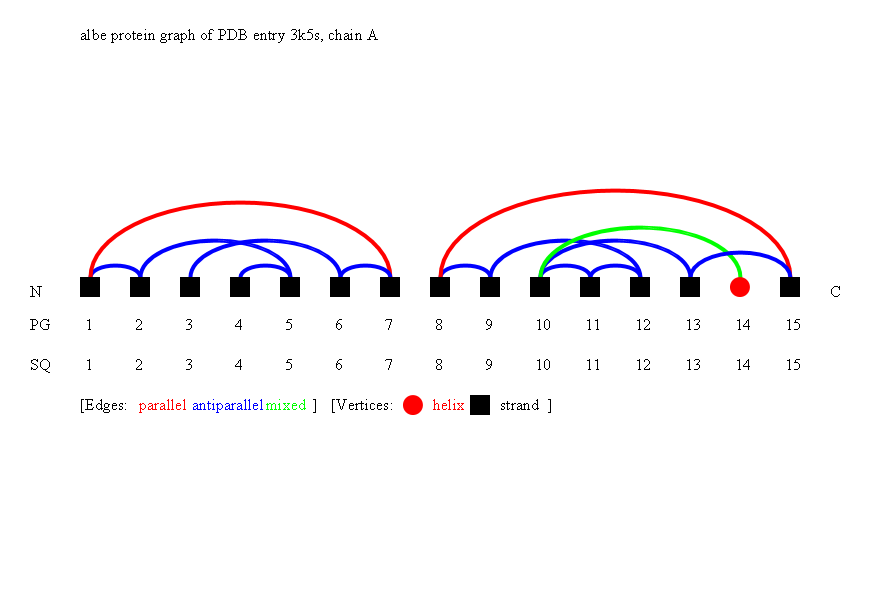 albe protein graph of PDB entry 3k5s, chain A
N C
PG 1 2 3 4 5 6 7 8 9 10 11 12 13 14 15
SQ 1 2 3 4 5 6 7 8 9 10 11 12 13 14 15
[Edges: parallel antiparallel mixed ] [Vertices: helix strand ]